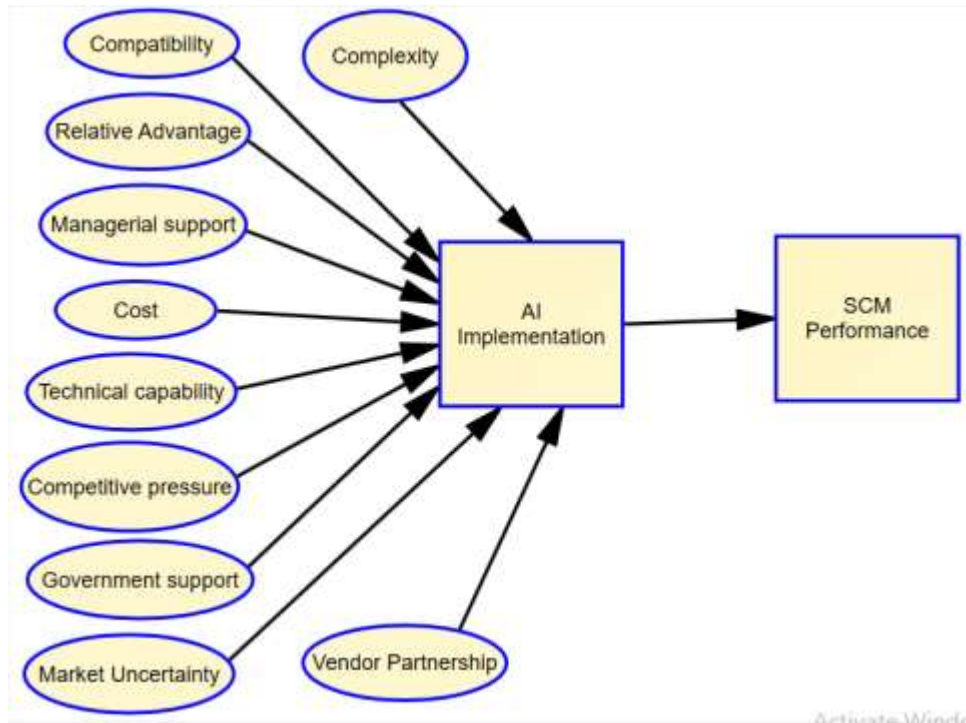 Compatibility
Complexity
Relative Advantage
Managerial support
Cost
Technical capability
Competitive pressure
Government support
Market Uncertainty
Vendor Partnership
AI
Implementation
SCM
Performance